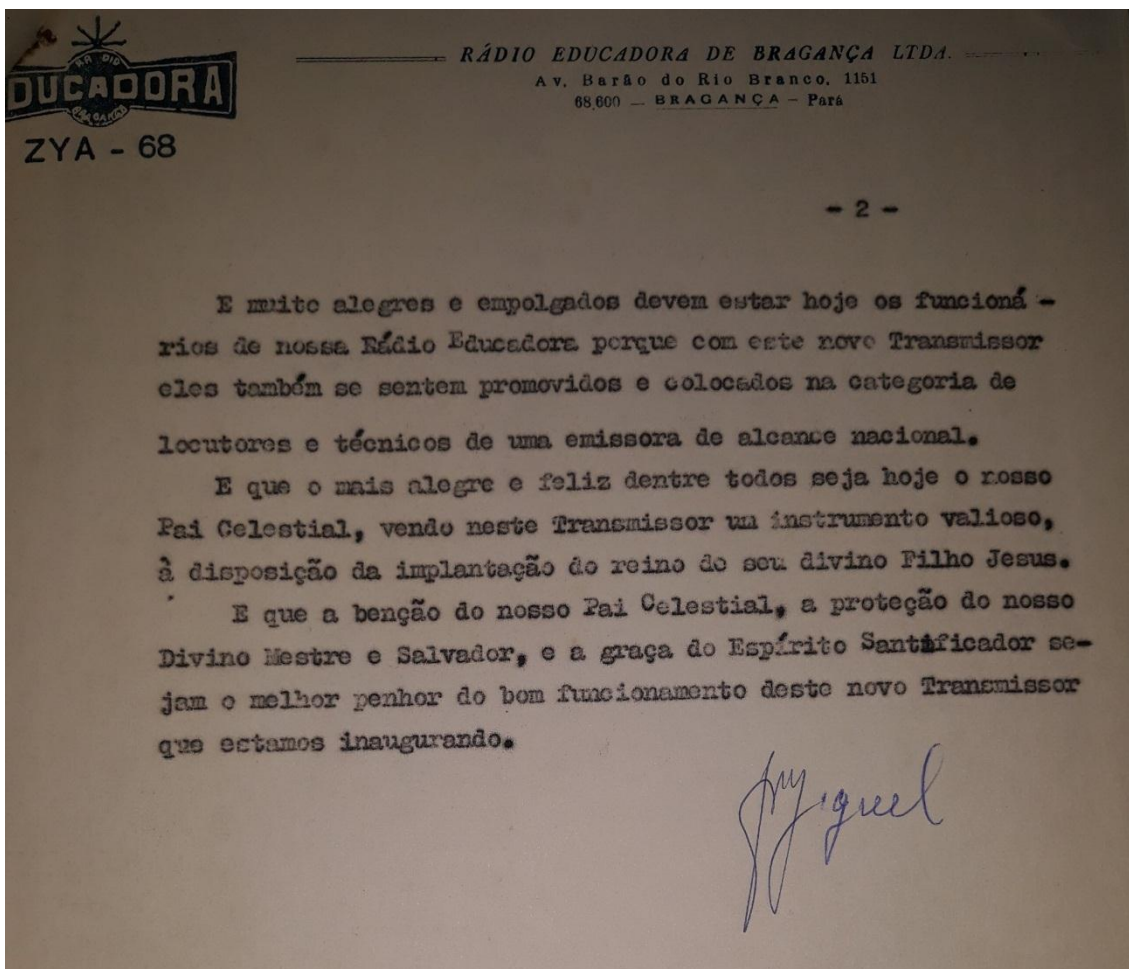 RÁDIO
DUCADORA
BRAGANÇA
ZYA - 68
RÁDIO EDUCADORA DE BRAGANÇA LTDA.
Av. Barão do Rio Branco, 1151
68.600 — BRAGANÇA – Pará
- 2 -
E muito alegres e empolgados devem estar hoje os funcioná -
rios de nossa Rádio Educadora porque com este novo Transmissor
eles também se sentem promovidos e colocados na categoria de
locutores e técnicos de uma emissora de alcance nacional.
E que o mais alegre e feliz dentre todos seja hoje o nosso
Pai Celestial, vendo neste Transmissor um instrumento valioso,
à disposição da implantação do reino de seu divino Filho Jesus.
E que a benção do nosso Pai Celestial, a proteção do nosso
Divino Mestre e Salvador, e a graça do Espírito Santificador se-
jam o melhor penhor do bom funcionamento deste novo Transmissor
que estamos inaugurando.
Miguel